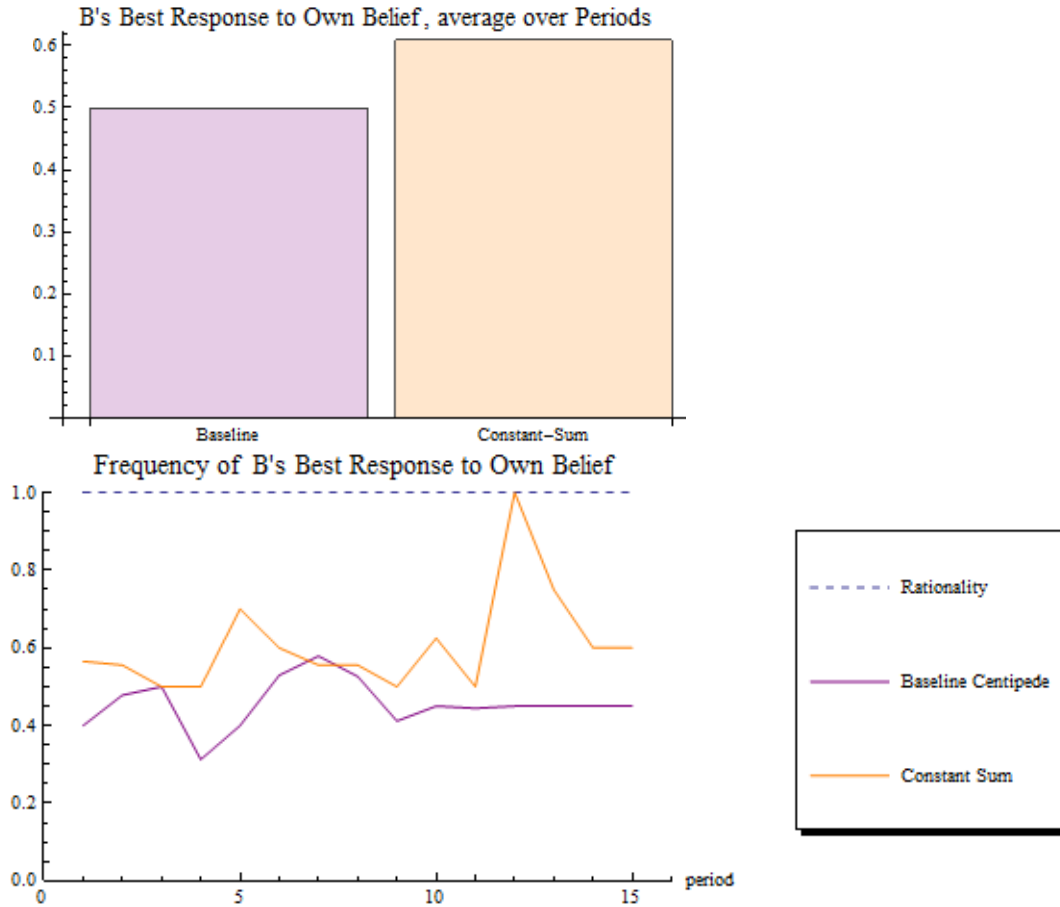 B's Best Response to Own Belief, average over Periods
0.6
0.5
0.4
0.3
0.2
0.1
Baseline
Constant-Sum
Frequency of B's Best Response to Own Belief
1.0
0.8
0.6
0.4
0.2
0.0
0
5
10
15
period
Rationality
Baseline Centipede
Constant Sum